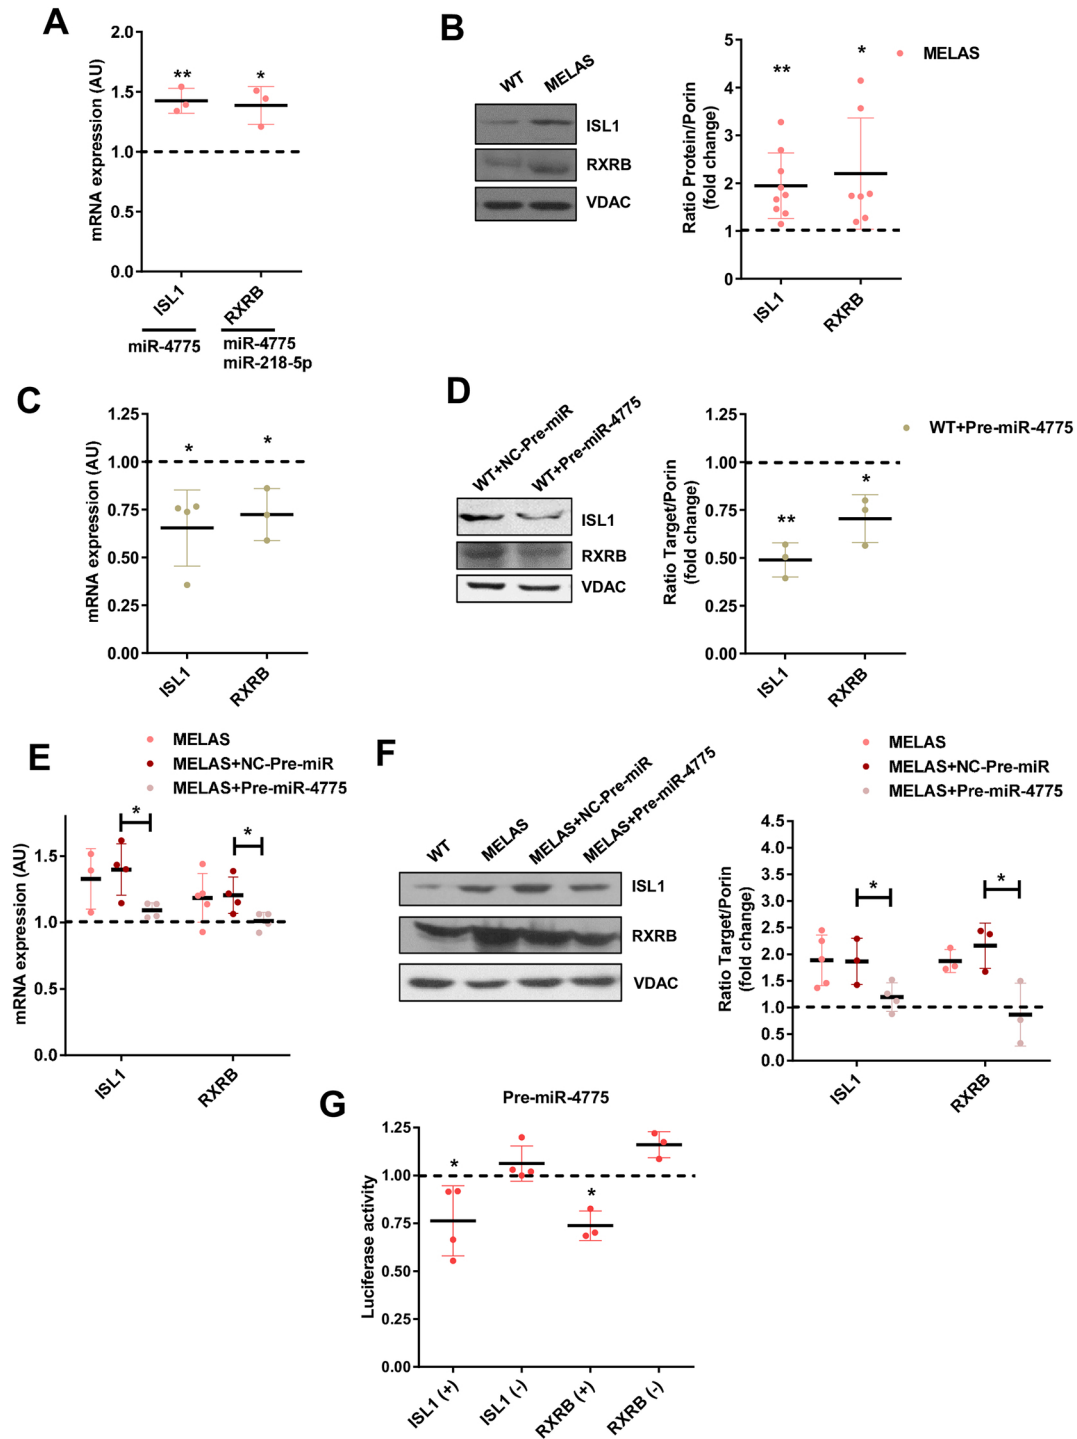 A
mRNA expression (AU)
2.0
1.5
1.0
0.5
0.0
**
*
ISL1
RXRB
miR-4775
miR-4775
miR-218-5p
B
WT
MELAS
ISL1
RXRB
VDAC
Ratio Protein/Porin
(fold change)
5
4
3
2
1
0
**
*
MELAS
ISL1
RXRB
C
mRNA expression (AU)
1.25
1.00
0.75
0.50
0.25
0.00
*
*
ISL1
RXRB
D
WT+NC-Pre-miR
WT+Pre-miR-4775
ISL1
RXRB
VDAC
Ratio Target/Porin
(fold change)
1.25
1.00
0.75
0.50
0.25
0.00
**
*
WT+Pre-miR-4775
ISL1
RXRB
E
MELAS
MELAS+NC-Pre-miR
MELAS+Pre-miR-4775
mRNA expression (AU)
1.5
1.0
0.5
0.0
*
*
ISL1
RXRB
F
WT
MELAS
MELAS+NC-Pre-miR
MELAS+Pre-miR-4775
ISL1
RXRB
VDAC
MELAS
MELAS+NC-Pre-miR
MELAS+Pre-miR-4775
Ratio Target/Porin
(fold change)
4.5
4.0
3.5
3.0
2.5
2.0
1.5
1.0
0.5
0.0
*
*
ISL1
RXRB
G
Pre-miR-4775
Luciferase activity
1.25
1.00
0.75
0.50
0.25
0.00
*
*
ISL1 (+)
ISL1 (-)
RXRB (+)
RXRB (-)